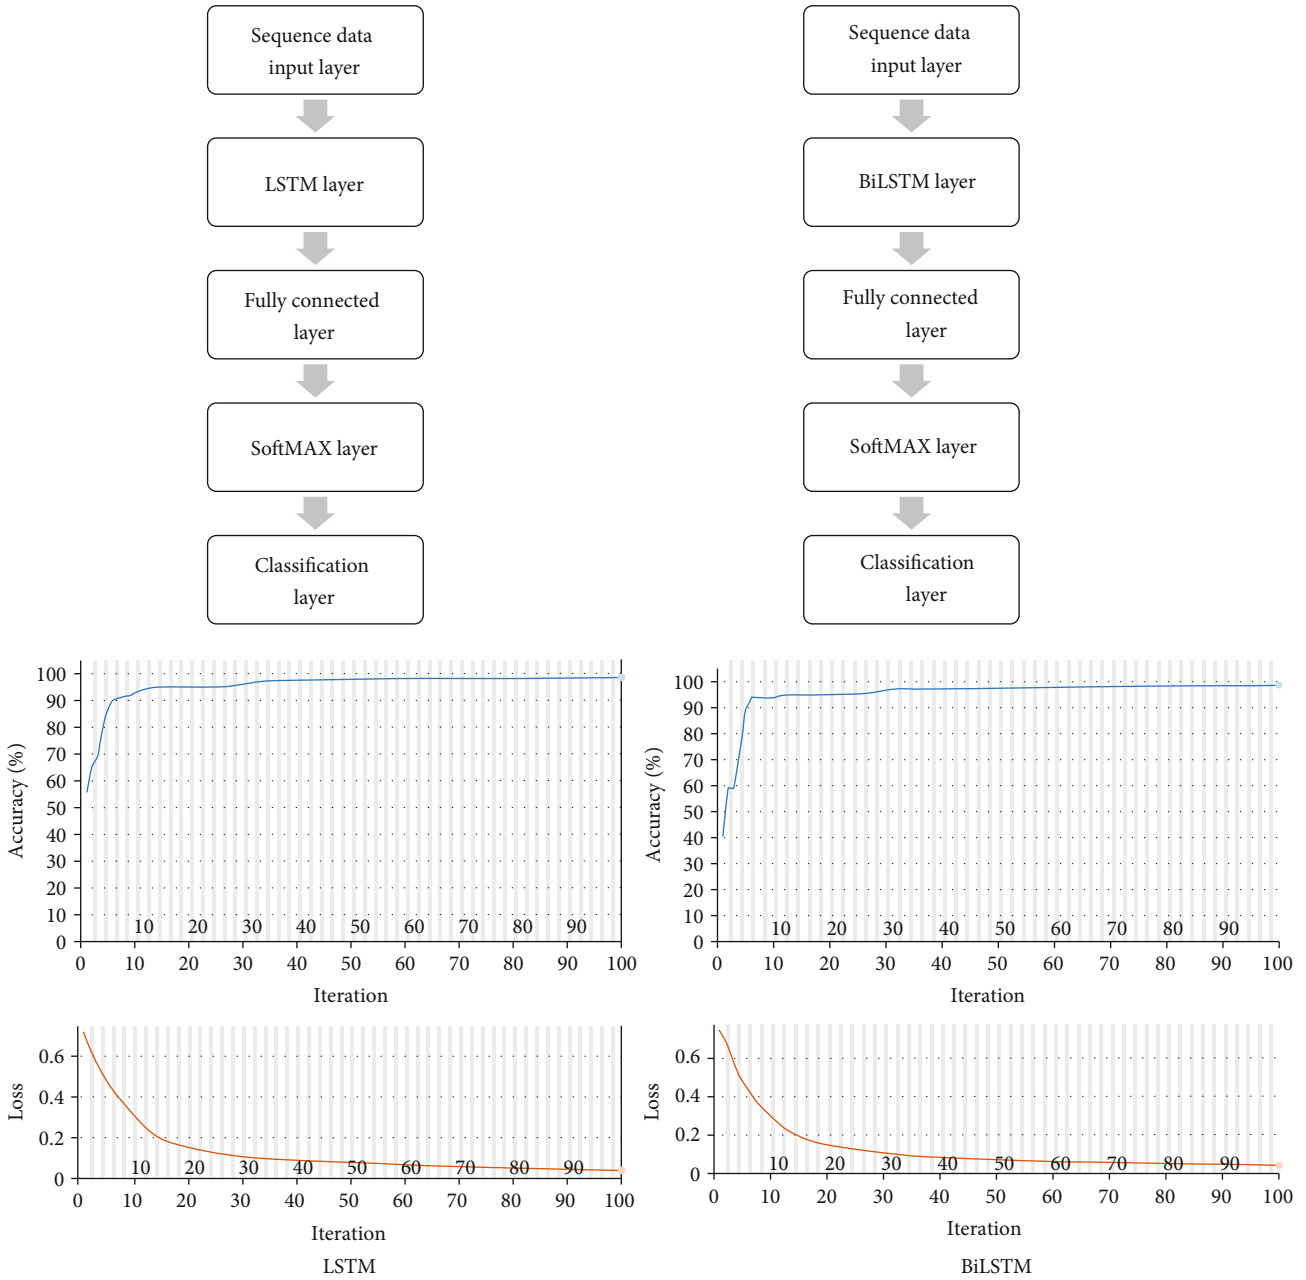 Sequence data
input layer
LSTM layer
Fully connected
layer
SoftMAX layer
Classification
layer
Sequence data
input layer
BiLSTM layer
Fully connected
layer
SoftMAX layer
Classification
layer
Accuracy (%)
100
90
80
70
60
50
40
30
20
10
0
10 20 30 40 50 60 70 80 90
0 10 20 30 40 50 60 70 80 90 100
Iteration
Loss
0.6
0.4
0.2
0
10 20 30 40 50 60 70 80 90
0 10 20 30 40 50 60 70 80 90 100
Iteration
LSTM
Accuracy (%)
100
90
80
70
60
50
40
30
20
10
0
10 20 30 40 50 60 70 80 90
0 10 20 30 40 50 60 70 80 90 100
Iteration
Loss
0.6
0.4
0.2
0
10 20 30 40 50 60 70 80 90
0 10 20 30 40 50 60 70 80 90 100
Iteration
BiLSTM